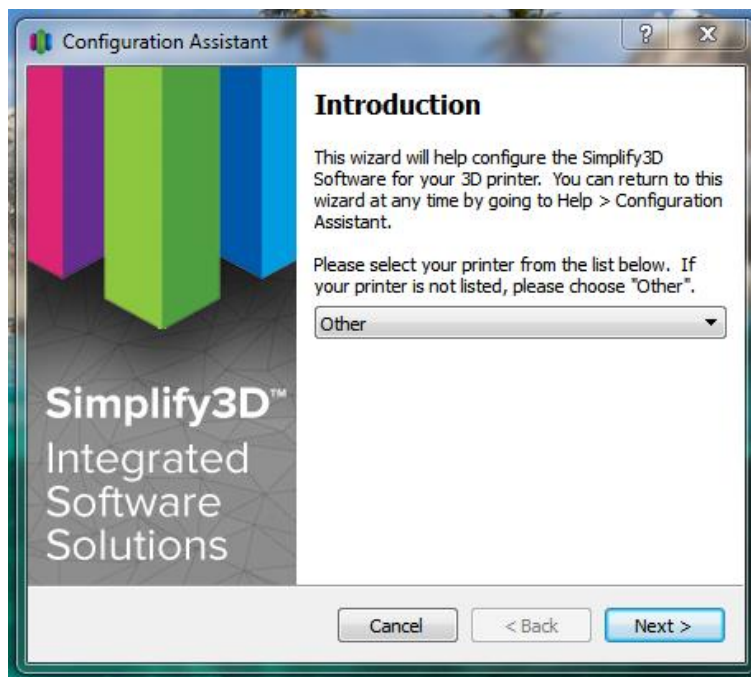 Configuration Assistant
Introduction
This wizard will help configure the Simplify3D
Software for your 3D printer. You can return to this
wizard at any time by going to Help > Configuration
Assistant.
Please select your printer from the list below. If
your printer is not listed, please choose "Other".
Other
Simplify3D™
Integrated
Software
Solutions
Cancel
< Back
Next >